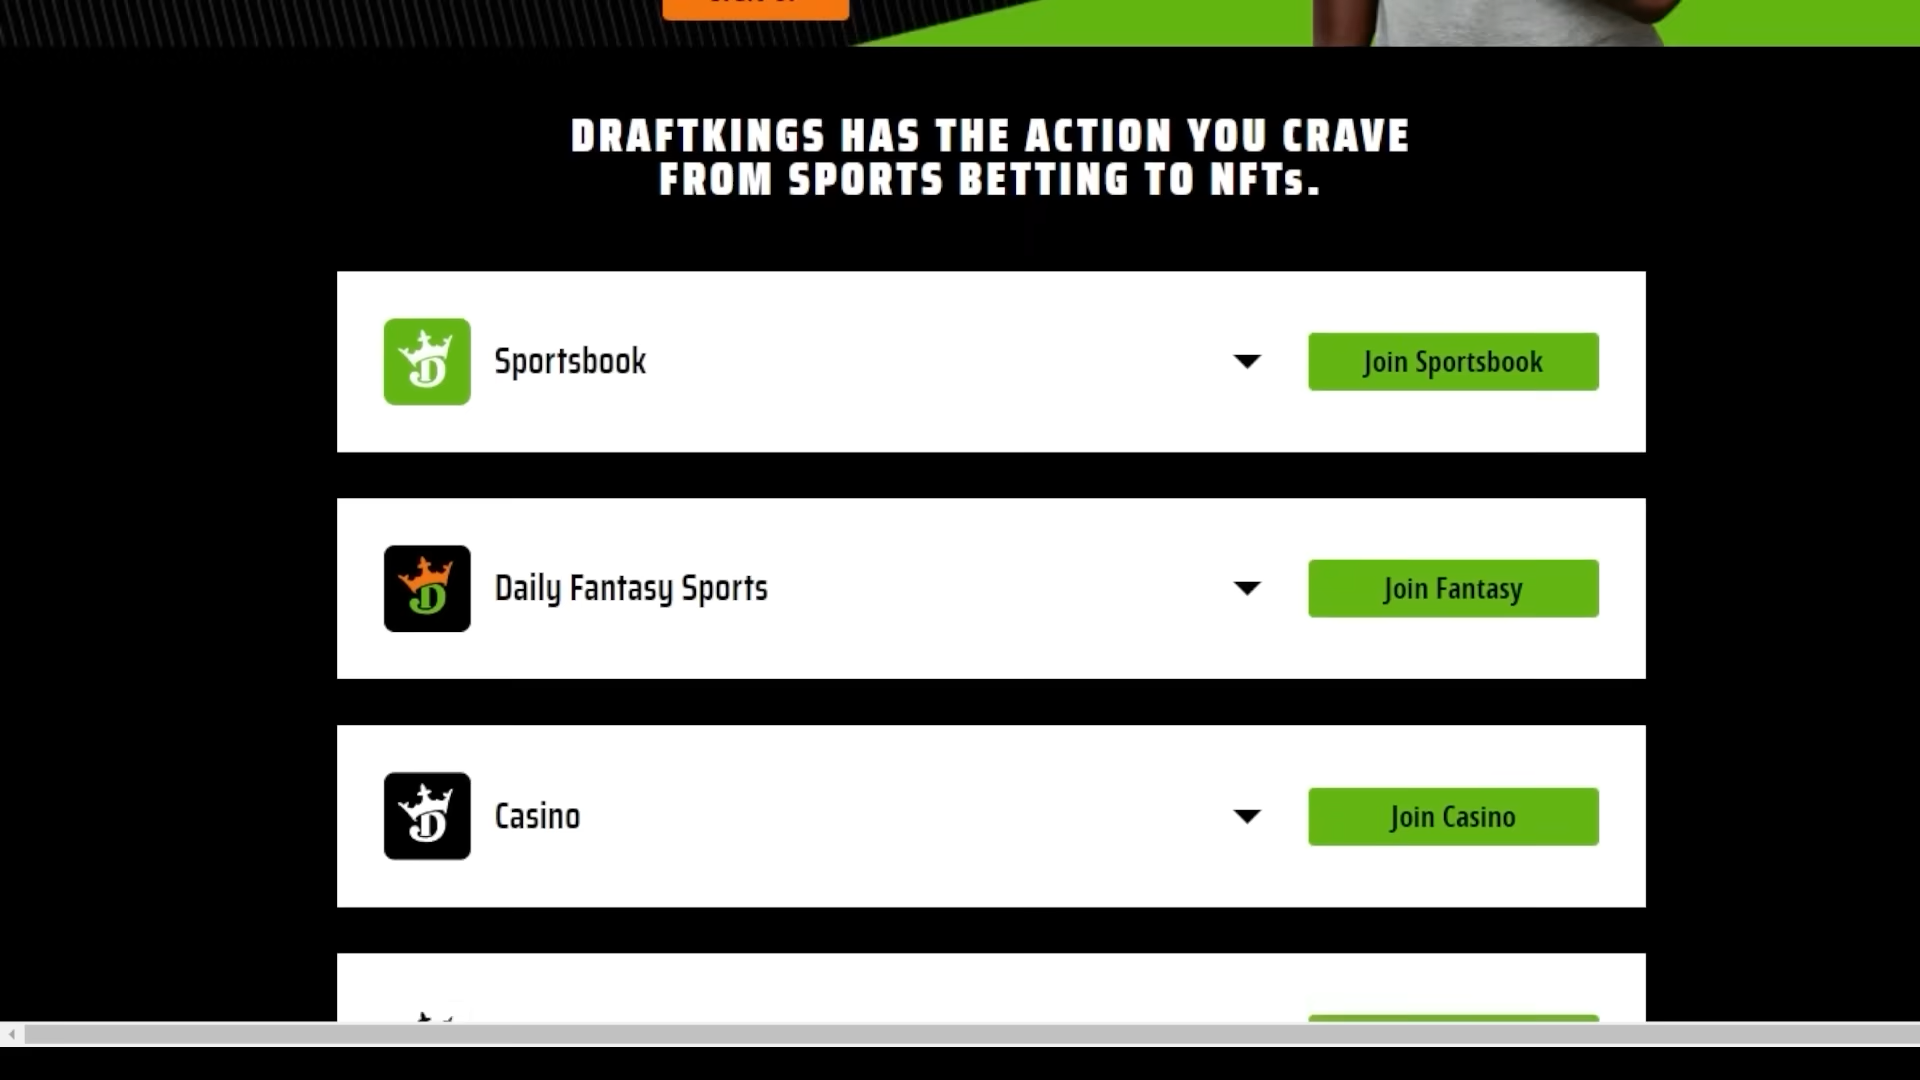 DRAFTKINGS HAS THE ACTION YOU CRAVE
FROM SPORTS BETTING TO NFTs.
Sportsbook
Join Sportsbook
Daily Fantasy Sports
Join Fantasy
Casino
Join Casino